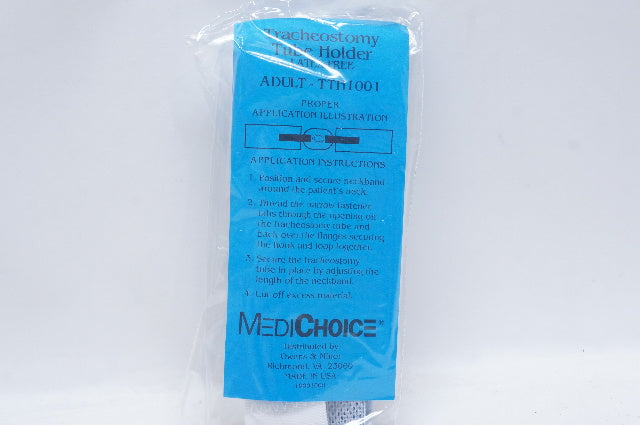 Tracheostomy
Tube Holder
LATEX FREE
ADULT - TTH1001
PROPER
APPLICATION ILLUSTRATION
APPLICATION INSTRUCTIONS
1. Position and secure neckband
around the patient's neck.
2. Thread the narrow fastener
tabs through the opening on
the tracheostomy tube and
back over the flanges securing
the hook and loop together.
3. Secure the tracheostomy
tube in place by adjusting the
length of the neckband.
4. Cut off excess material.
MEDICHOICE®
Distributed by
Owens & Minor
Richmond, VA. 23060
MADE IN USA